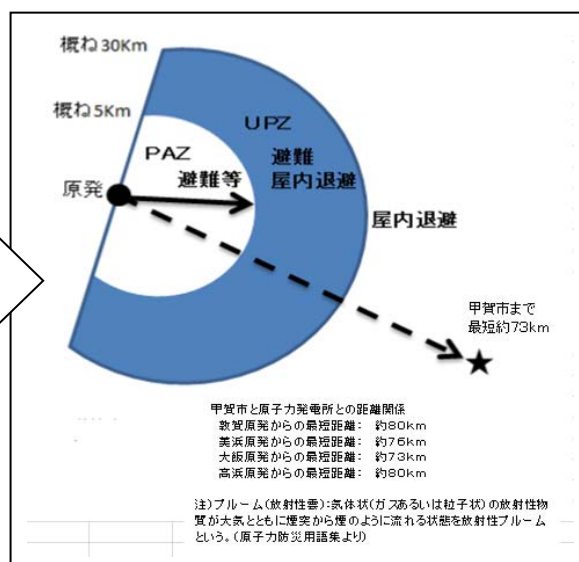 概ね30Km
概ね5Km
UPZ
PAZ
避難
避難等
屋内退避
原発
屋内退避
甲賀市まで
最短約73km
甲賀市と原子力発電所との距離関係
敦賀原発からの最短距離： 約80km
美浜原発からの最短距離： 約76km
大飯原発からの最短距離： 約73km
高浜原発からの最短距離： 約80km
注)プルーム(放射性雲):気体状(ガスあるいは粒子状)の放射性物
質が大気とともに煙突から煙のように流れる状態を放射性プルーム
という。(原子力防災用語集より)